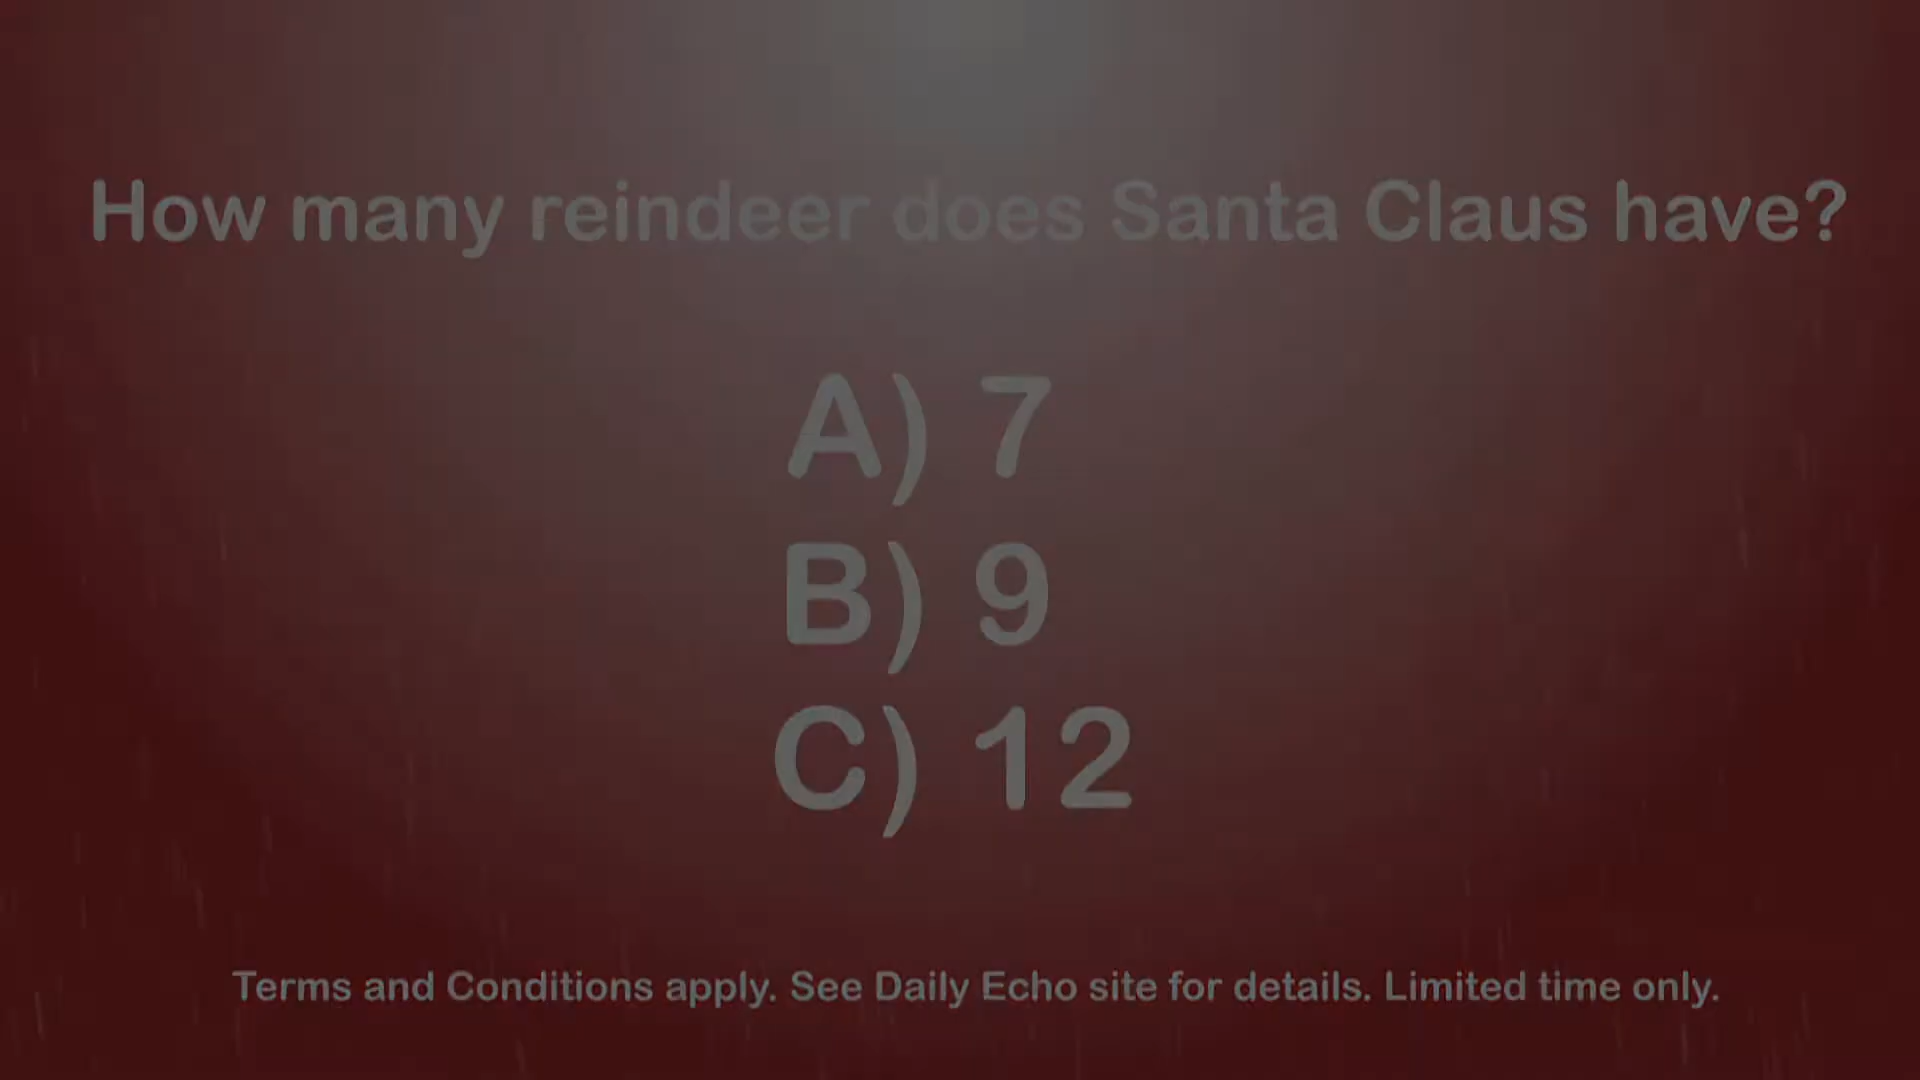 How many reindeer does Santa Claus have?
A) 7
B) 9
C) 12
Terms and Conditions apply. See Daily Echo site for details. Limited time only.